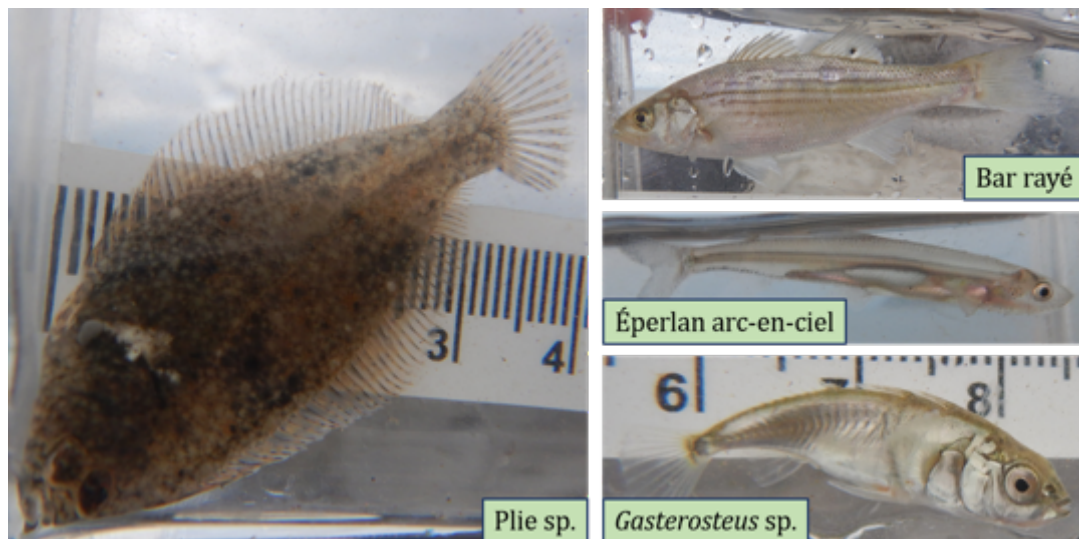 3
4
Plie sp.
Bar rayé
Éperlan arc-en-ciel
6
7
8
Gasterosteus sp.